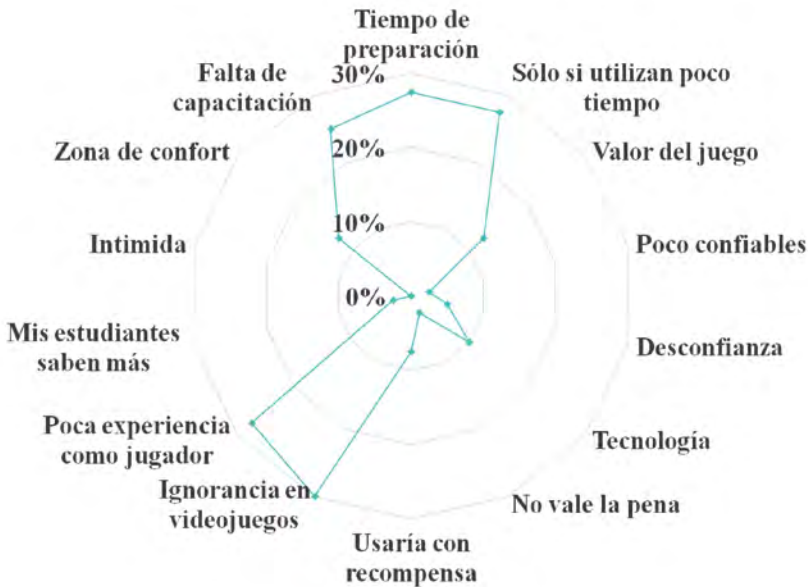 Tiempo de
preparación
30%
20%
10%
0%
Sólo si utilizan poco
tiempo
Valor del juego
Poco confiables
Desconfianza
Tecnología
No vale la pena
Usaría con
recompensa
Ignorancia en
videojuegos
Poca experiencia
como jugador
Mis estudiantes
saben más
Intimida
Zona de confort
Falta de
capacitación